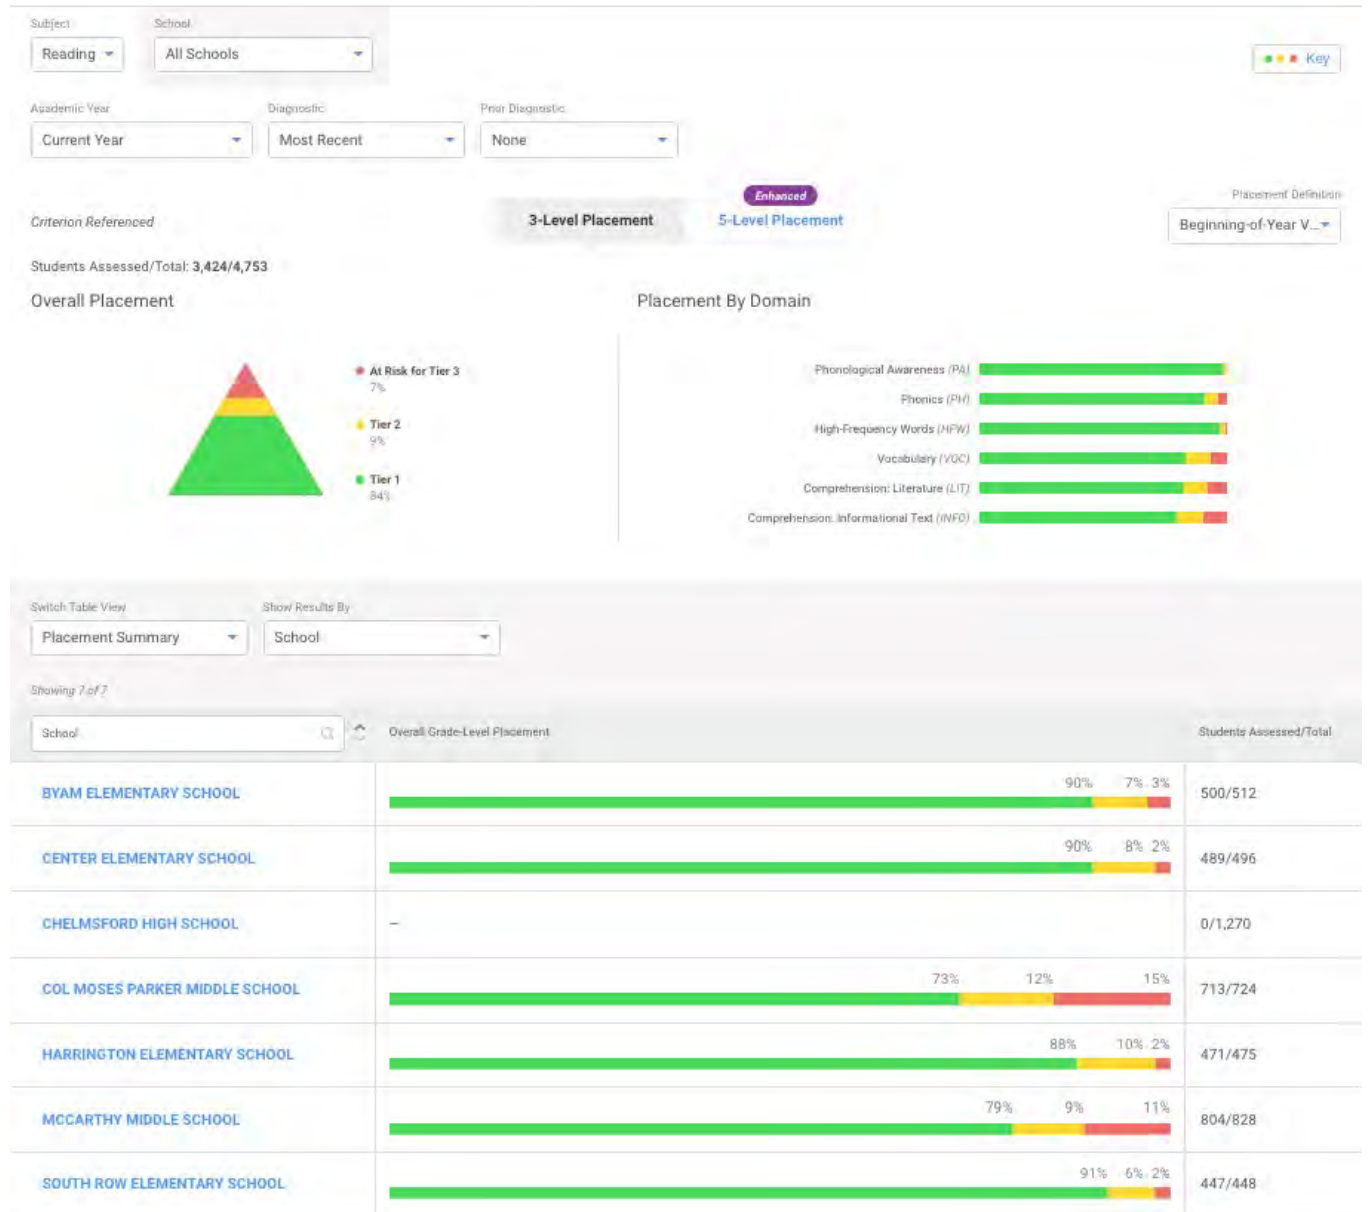 Subject School
Reading All Schools
Key
Academic Year Diagnostic Prior Diagnostic
Current Year Most Recent None
Enhanced
Placement Definition
Criterion Referenced 3-Level Placement 5-Level Placement Beginning-of-Year V...
Students Assessed/Total: 3,424/4,753
Overall Placement Placement By Domain
At Risk for Tier 3
7%
Tier 2
9%
Tier 1
84%
Phonological Awareness (PA)
Phonics (PH)
High-Frequency Words (HFW)
Vocabulary (VOC)
Comprehension: Literature (LIT)
Comprehension: Informational Text (INFO)
Switch Table View Show Results By
Placement Summary School
Showing 7 of 7
School Overall Grade-Level Placement Students Assessed/Total
BYAM ELEMENTARY SCHOOL 90% 7% 3% 500/512
CENTER ELEMENTARY SCHOOL 90% 8% 2% 489/496
CHELMSFORD HIGH SCHOOL – 0/1,270
COL MOSES PARKER MIDDLE SCHOOL 73% 12% 15% 713/724
HARRINGTON ELEMENTARY SCHOOL 88% 10% 2% 471/475
MCCARTHY MIDDLE SCHOOL 79% 9% 11% 804/828
SOUTH ROW ELEMENTARY SCHOOL 91% 6% 2% 447/448